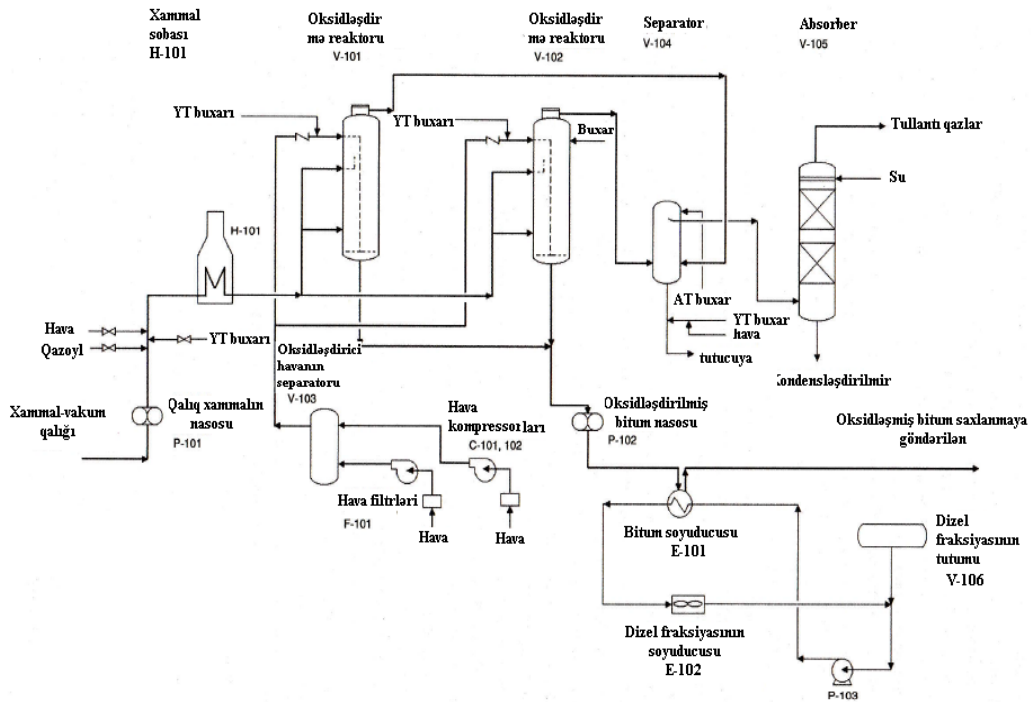 Xammal
sobası
H-101
Oksidləşdir
mə reaktoru
V-101
Oksidləşdir
mə reaktoru
V-102
Separator
V-104
Absorber
V-105
YT buxarı
YT buxarı
Buxar
Tullantı qazlar
Su
H-101
Hava
Qazoyl
YT buxarı
AT buxar
YT buxar
hava
tutucuya
kondensləşdirilmir
Oksidləşdirici
havanın
separatoru
V-103
Xammal-vakum
qalığı
Qalıq xammalın
nasosu
P-101
Hava
kompressorları
C-101, 102
Oksidləşdirilmiş
bitum nasosu
P-102
Oksidləşmiş bitum saxlanmaya
göndərilən
Hava filtrləri
F-101
Hava
Hava
Bitum soyuducusu
E-101
Dizel
fraksiyasının
tutumu
V-106
Dizel fraksiyasının
soyuducusu
E-102
P-103